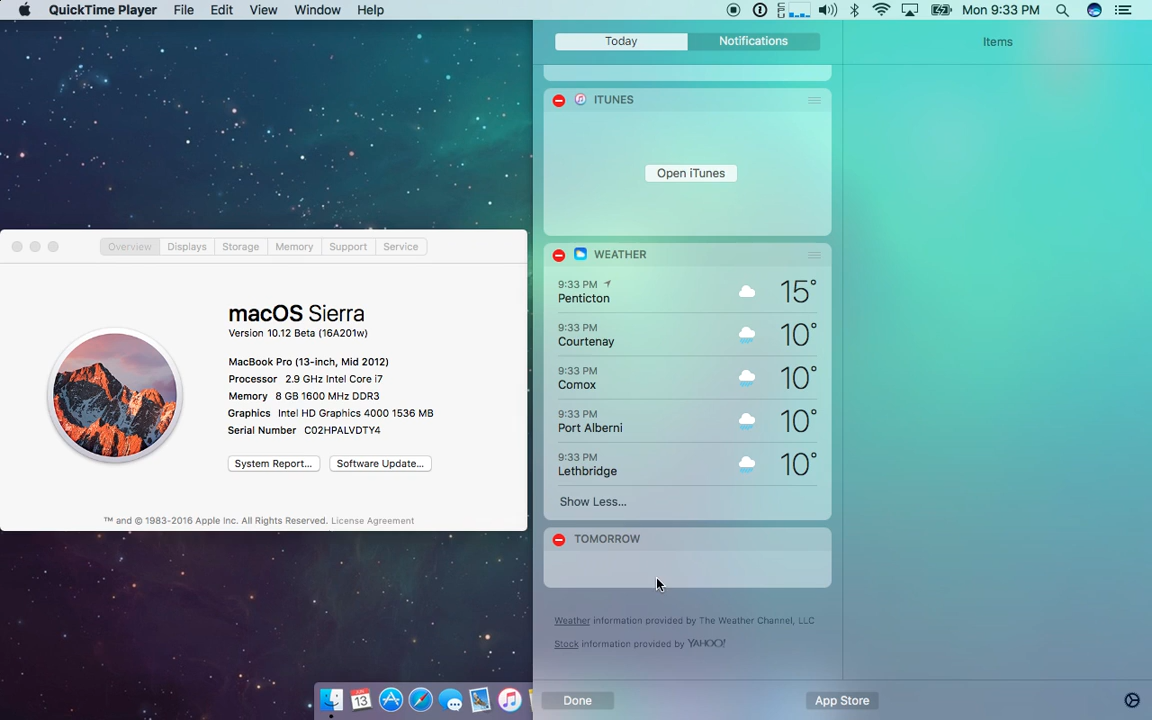 QuickTime Player File Edit View Window Help
Mon 9:33 PM
Today Notifications
Items
ITUNES
Open iTunes
WEATHER
9:33 PM
Penticton
15°
9:33 PM
Courtenay
10°
9:33 PM
Comox
10°
9:33 PM
Port Alberni
10°
9:33 PM
Lethbridge
10°
Show Less...
TOMORROW
Weather information provided by The Weather Channel, LLC
Stock information provided by YAHOO!
Done
App Store
Overview Displays Storage Memory Support Service
macOS Sierra
Version 10.12 Beta (16A201w)
MacBook Pro (13-inch, Mid 2012)
Processor 2.9 GHz Intel Core i7
Memory 8 GB 1600 MHz DDR3
Graphics Intel HD Graphics 4000 1536 MB
Serial Number C02HPALVDTY4
System Report... Software Update...
™ and © 1983-2016 Apple Inc. All Rights Reserved. License Agreement
13